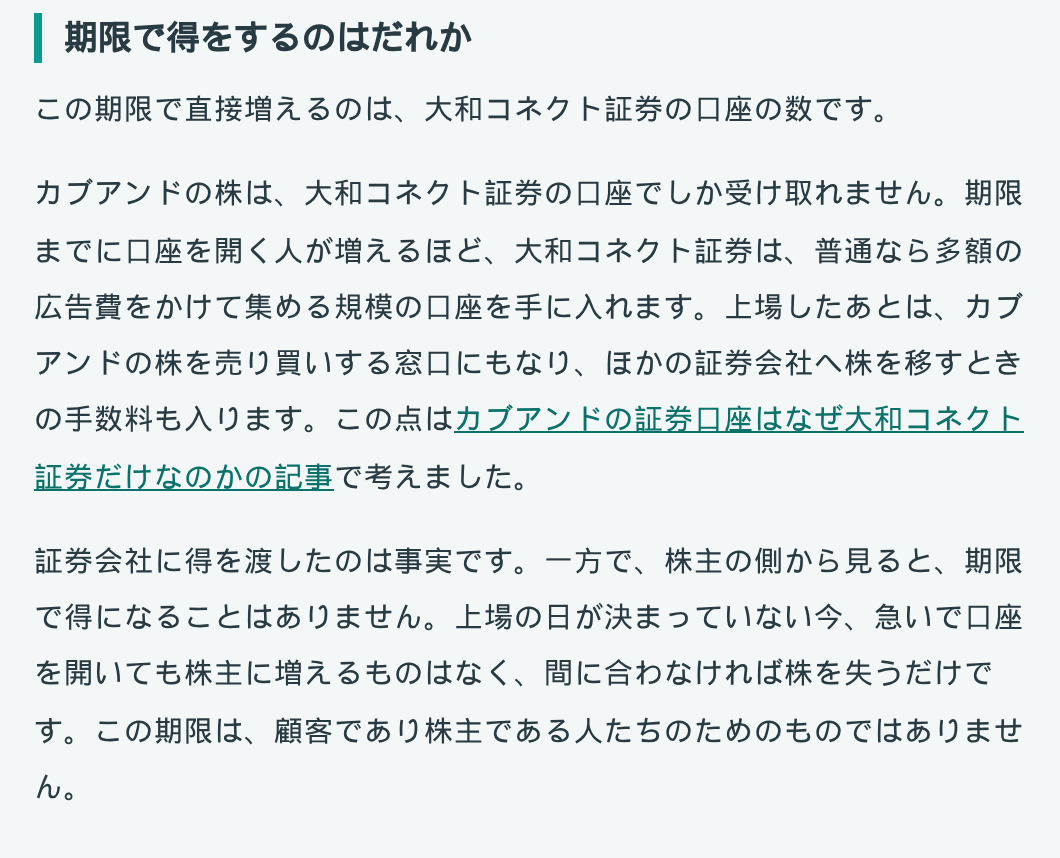 期限で得をするのはだれか
この期限で直接増えるのは、大和コネクト証券の口座の数です。
カブアンドの株は、大和コネクト証券の口座でしか受け取れません。期限
までに口座を開く人が増えるほど、大和コネクト証券は、普通なら多額の
広告費をかけて集める規模の口座を手に入れます。上場したあとは、カブ
アンドの株を売り買いする窓口にもなり、ほかの証券会社へ株を移すとき
の手数料も入ります。この点はカブアンドの証券口座はなぜ大和コネクト
証券だけなのかの記事で考えました。
証券会社に得を渡したのは事実です。一方で、株主の側から見ると、期限
で得になることはありません。上場の日が決まっていない今、急いで口座
を開いても株主に増えるものはなく、間に合わなければ株を失うだけで
す。この期限は、顧客であり株主である人たちのためのものではありませ
ん。